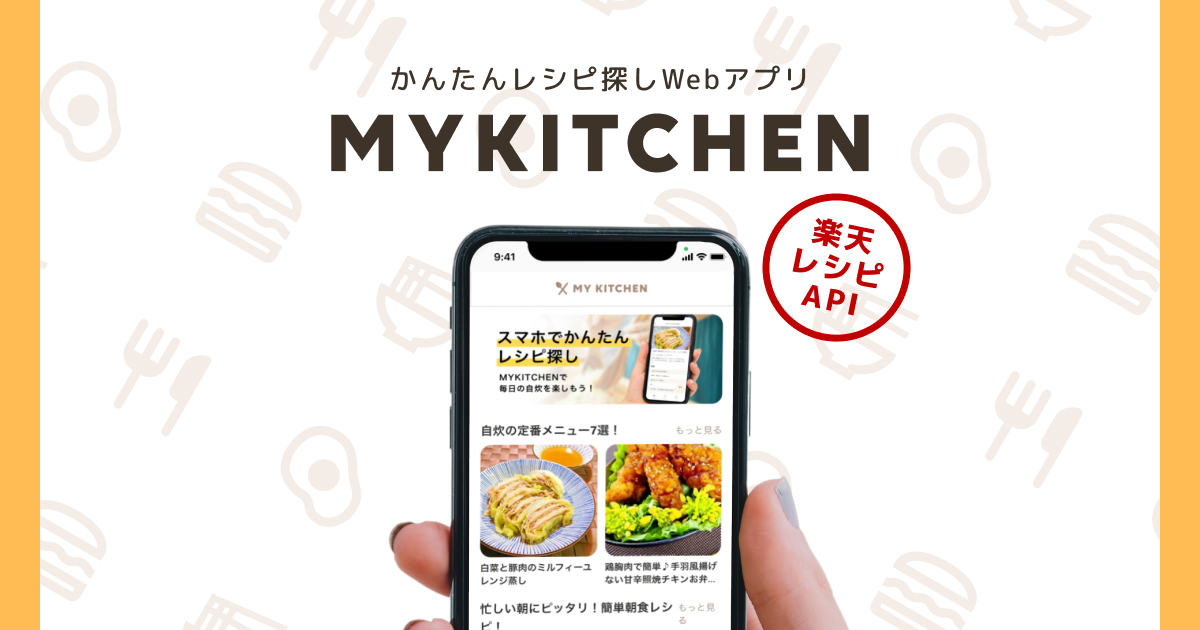 かんたんレシピ探しWebアプリ
MYKITCHEN
楽天
レシピ
API
9:41
MY KITCHEN
スマホでかんたん
レシピ探し
MYKITCHENで
毎日の自炊を楽しもう！
自炊の定番メニュー7選！
もっと見る
白菜と豚肉のミルフィーユ
レンジ蒸し
鶏胸肉で簡単♪手羽風揚げ
ない甘辛照焼チキンお弁...
忙しい朝にピッタリ！簡単朝食レシ
ピ！
もっと見
る